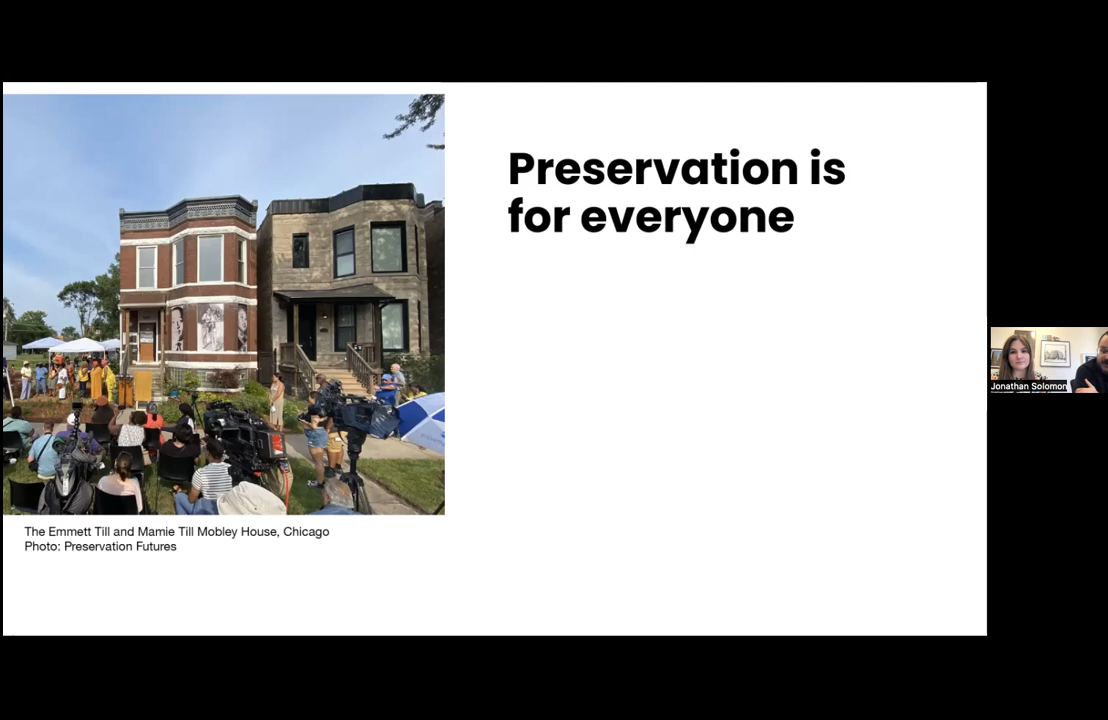 Preservation is
for everyone
The Emmett Till and Mamie Till Mobley House, Chicago
Photo: Preservation Futures
Jonathan Solomon